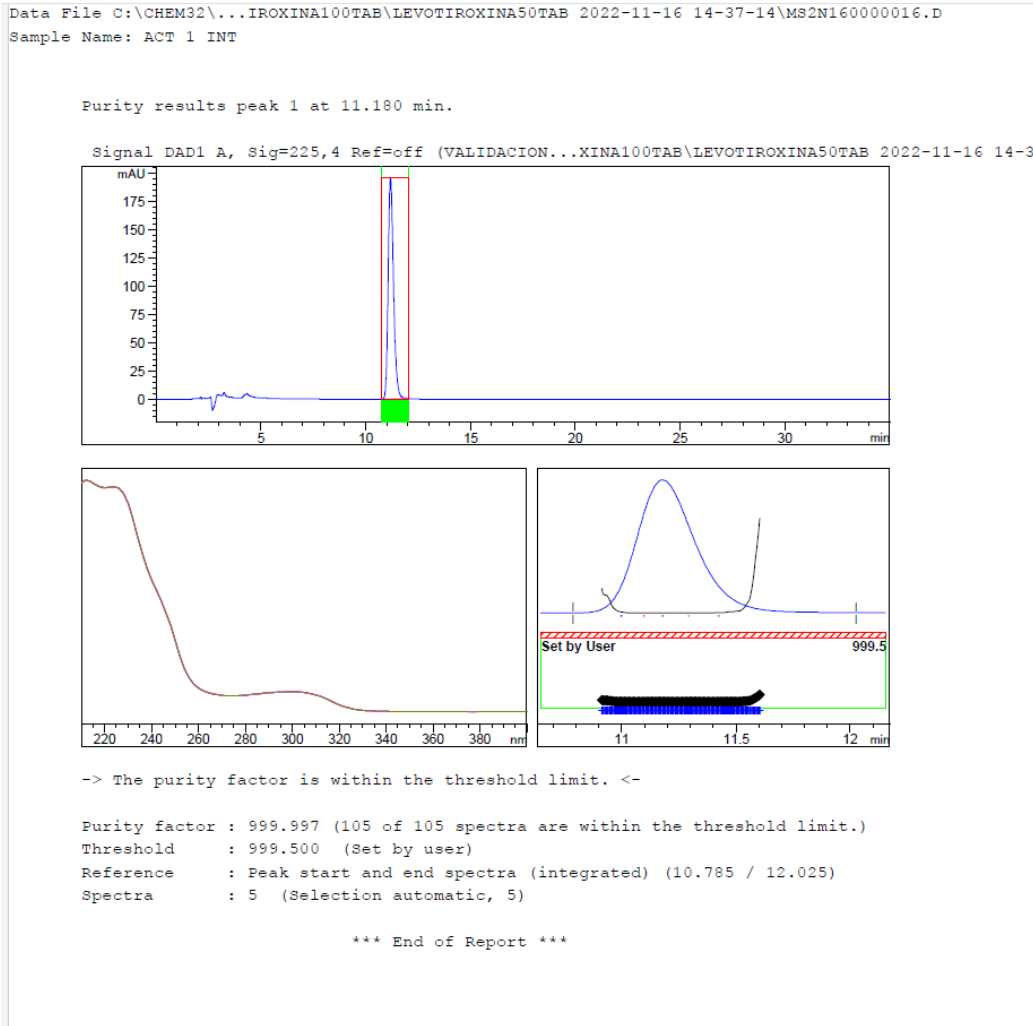 Data File C:\CHEM32\...IROXINA100TAB\LEVOTIROXINA50TAB 2022-11-16 14-37-14\MS2N160000016.D
Sample Name: ACT 1 INT
Purity results peak 1 at 11.180 min.
Signal DAD1 A, Sig=225,4 Ref=off (VALIDACION...XINA100TAB\LEVOTIROXINA50TAB 2022-11-16 14-3
mAU
175
150
125
100
75
50
25
0
5 10 15 20 25 30 min
Set by User 999.5
220 240 260 280 300 320 340 360 380 nm
11 11.5 12 min
-> The purity factor is within the threshold limit. <-
Purity factor : 999.997 (105 of 105 spectra are within the threshold limit.)
Threshold : 999.500 (Set by user)
Reference : Peak start and end spectra (integrated) (10.785 / 12.025)
Spectra : 5 (Selection automatic, 5)
*** End of Report ***